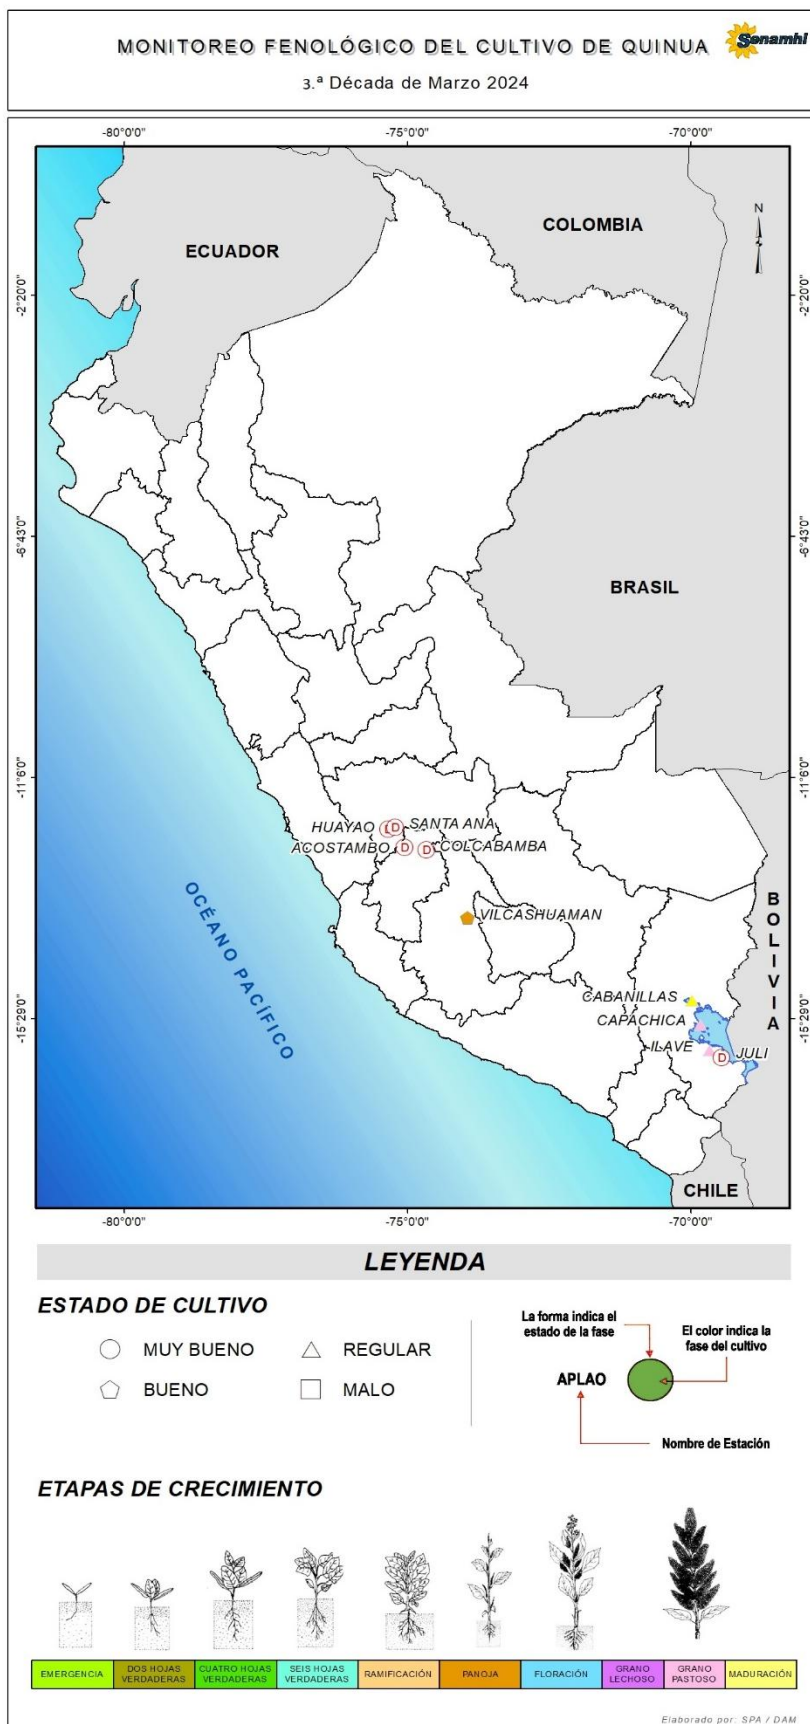 MONITOREO FENOLÓGICO DEL CULTIVO DE QUINUA
Senamhi
3.ª Década de Marzo 2024
-80°0'0"
-75°0'0"
-70°0'0"
COLOMBIA
N
ECUADOR
-2°20'0"
-2°20'0"
-6°43'0"
-6°43'0"
BRASIL
-11°6'0"
-11°6'0"
HUAYAO D D SANTA ANA
ACOSTAMBO D D COLCABAMBA
VILCASHUAMAN
OCÉANO PACÍFICO
BOLIVIA
CABANILLAS
-15°29'0"
-15°29'0"
CAPACHICA
ILAVE
D JULI
CHILE
-80°0'0"
-75°0'0"
-70°0'0"
LEYENDA
ESTADO DE CULTIVO
MUY BUENO
REGULAR
BUENO
MALO
La forma indica el
estado de la fase
El color indica la
fase del cultivo
APLAO
Nombre de Estación
ETAPAS DE CRECIMIENTO
EMERGENCIA
DOS HOJAS
VERDADERAS
CUATRO HOJAS
VERDADERAS
SEIS HOJAS
VERDADERAS
RAMIFICACIÓN
PANOJA
FLORACIÓN
GRANO
LECHOSO
GRANO
PASTOSO
MADURACIÓN
Elaborado por: SPA / DAM